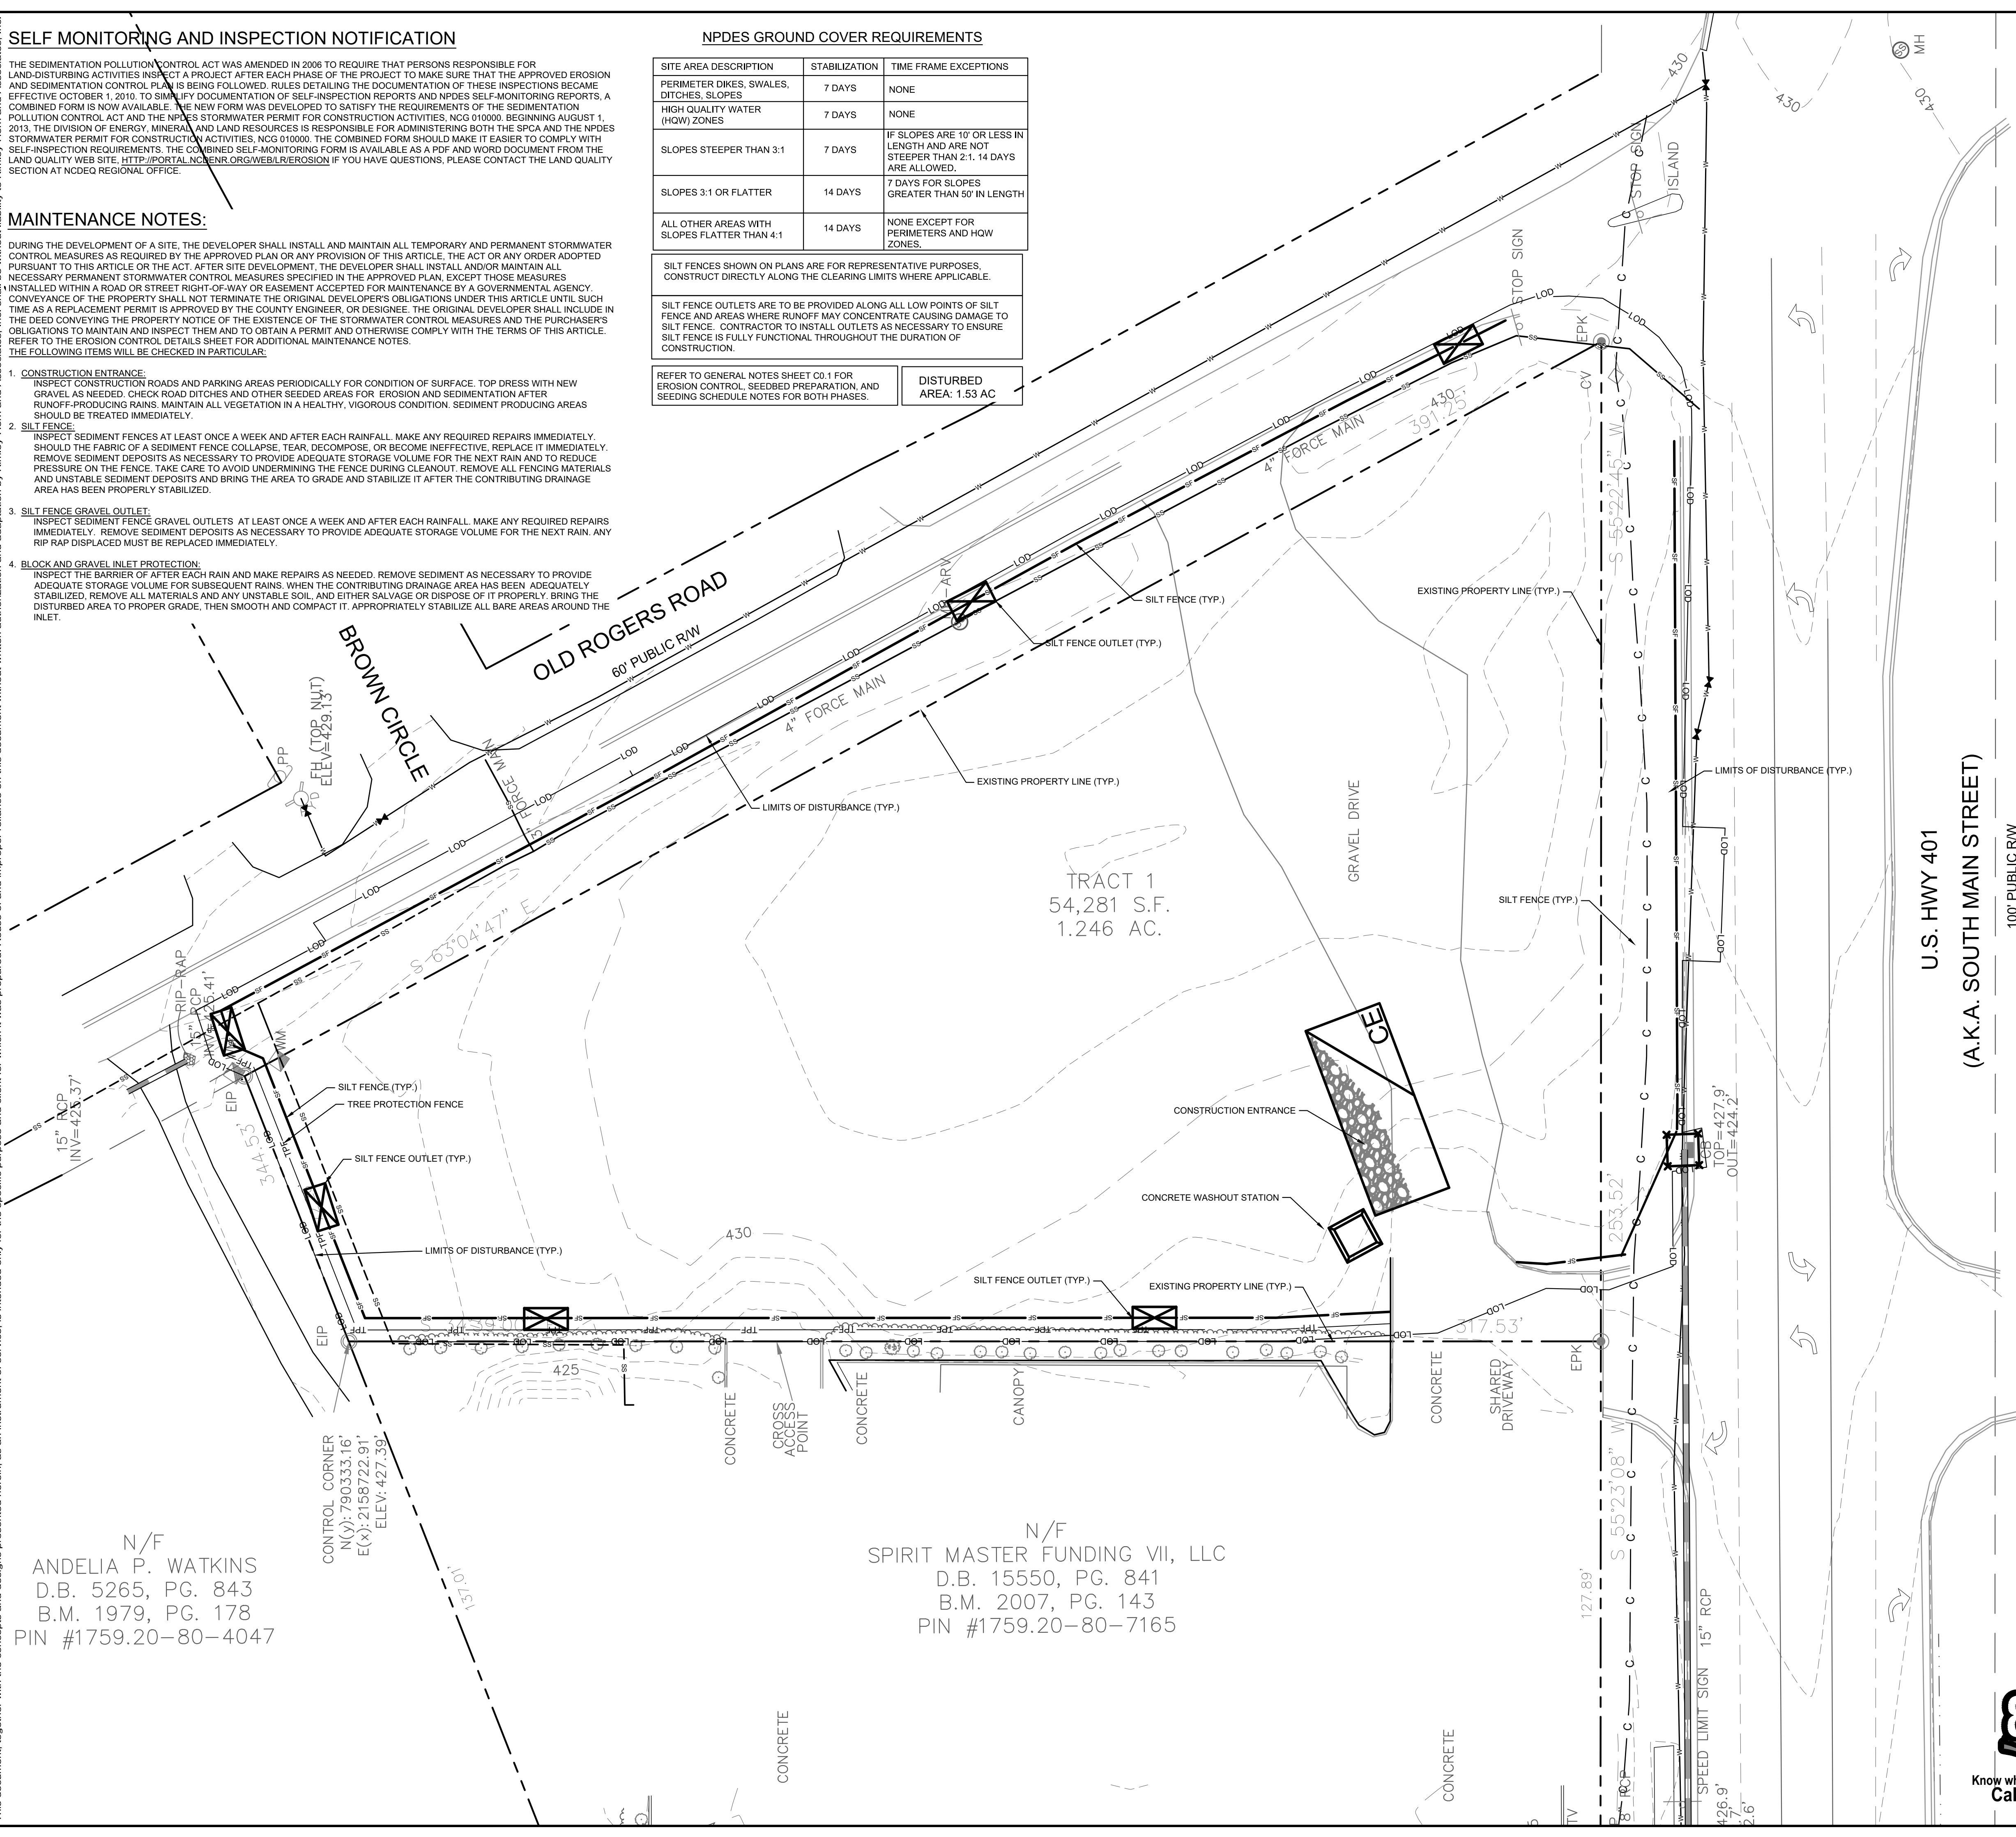 SELF MONITORING AND INSPECTION NOTIFICATION
THE SEDIMENTATION POLLUTION CONTROL ACT WAS AMENDED IN 2006 TO REQUIRE THAT PERSONS RESPONSIBLE FOR
LAND-DISTURBING ACTIVITIES INSPECT A PROJECT AFTER EACH PHASE OF THE PROJECT TO MAKE SURE THAT THE APPROVED EROSION
AND SEDIMENTATION CONTROL PLAN IS BEING FOLLOWED. RULES DETAILING THE DOCUMENTATION OF THESE INSPECTIONS BECAME
EFFECTIVE OCTOBER 1, 2010. TO SIMPLIFY DOCUMENTATION OF SELF-INSPECTION REPORTS AND NPDES SELF-MONITORING REPORTS, A
COMBINED FORM IS NOW AVAILABLE. THE NEW FORM WAS DEVELOPED TO SATISFY THE REQUIREMENTS OF THE SEDIMENTATION
POLLUTION CONTROL ACT AND THE NPDES STORMWATER PERMIT FOR CONSTRUCTION ACTIVITIES, NCG 010000. BEGINNING AUGUST 1,
2013, THE DIVISION OF ENERGY, MINERAL AND LAND RESOURCES IS RESPONSIBLE FOR ADMINISTERING BOTH THE SPCA AND THE NPDES
STORMWATER PERMIT FOR CONSTRUCTION ACTIVITIES, NCG 010000. THE COMBINED FORM SHOULD MAKE IT EASIER TO COMPLY WITH
SELF-INSPECTION REQUIREMENTS. THE COMBINED SELF-MONITORING FORM IS AVAILABLE AS A PDF AND WORD DOCUMENT FROM THE
LAND QUALITY WEB SITE, HTTP://PORTAL.NCDENR.ORG/WEB/LR/EROSION IF YOU HAVE QUESTIONS, PLEASE CONTACT THE LAND QUALITY
SECTION AT NCDEQ REGIONAL OFFICE.
MAINTENANCE NOTES:
DURING THE DEVELOPMENT OF A SITE, THE DEVELOPER SHALL INSTALL AND MAINTAIN ALL TEMPORARY AND PERMANENT STORMWATER
CONTROL MEASURES AS REQUIRED BY THE APPROVED PLAN OR ANY PROVISION OF THIS ARTICLE, THE ACT OR ANY ORDER ADOPTED
PURSUANT TO THIS ARTICLE OR THE ACT. AFTER SITE DEVELOPMENT, THE DEVELOPER SHALL INSTALL AND/OR MAINTAIN ALL
NECESSARY PERMANENT STORMWATER CONTROL MEASURES SPECIFIED IN THE APPROVED PLAN, EXCEPT THOSE MEASURES
INSTALLED WITHIN A ROAD OR STREET RIGHT-OF-WAY OR EASEMENT ACCEPTED FOR MAINTENANCE BY A GOVERNMENTAL AGENCY.
CONVEYANCE OF THE PROPERTY SHALL NOT TERMINATE THE ORIGINAL DEVELOPER'S OBLIGATIONS UNDER THIS ARTICLE UNTIL SUCH
TIME AS A REPLACEMENT PERMIT IS APPROVED BY THE COUNTY ENGINEER, OR DESIGNEE. THE ORIGINAL DEVELOPER SHALL INCLUDE IN
THE DEED CONVEYING THE PROPERTY NOTICE OF THE EXISTENCE OF THE STORMWATER CONTROL MEASURES AND THE PURCHASER'S
OBLIGATIONS TO MAINTAIN AND INSPECT THEM AND TO OBTAIN A PERMIT AND OTHERWISE COMPLY WITH THE TERMS OF THIS ARTICLE.
REFER TO THE EROSION CONTROL DETAILS SHEET FOR ADDITIONAL MAINTENANCE NOTES.
THE FOLLOWING ITEMS WILL BE CHECKED IN PARTICULAR:
1. CONSTRUCTION ENTRANCE:
INSPECT CONSTRUCTION ROADS AND PARKING AREAS PERIODICALLY FOR CONDITION OF SURFACE. TOP DRESS WITH NEW
GRAVEL AS NEEDED. CHECK ROAD DITCHES AND OTHER SEEDED AREAS FOR EROSION AND SEDIMENTATION AFTER
RUNOFF-PRODUCING RAINS. MAINTAIN ALL VEGETATION IN A HEALTHY, VIGOROUS CONDITION. SEDIMENT PRODUCING AREAS
SHOULD BE TREATED IMMEDIATELY.
2. SILT FENCE:
INSPECT SEDIMENT FENCES AT LEAST ONCE A WEEK AND AFTER EACH RAINFALL. MAKE ANY REQUIRED REPAIRS IMMEDIATELY.
SHOULD THE FABRIC OF A SEDIMENT FENCE COLLAPSE, TEAR, DECOMPOSE, OR BECOME INEFFECTIVE, REPLACE IT IMMEDIATELY.
REMOVE SEDIMENT DEPOSITS AS NECESSARY TO PROVIDE ADEQUATE STORAGE VOLUME FOR THE NEXT RAIN AND TO REDUCE
PRESSURE ON THE FENCE. TAKE CARE TO AVOID UNDERMINING THE FENCE DURING CLEANOUT. REMOVE ALL FENCING MATERIALS
AND UNSTABLE SEDIMENT DEPOSITS AND BRING THE AREA TO GRADE AND STABILIZE IT AFTER THE CONTRIBUTING DRAINAGE
AREA HAS BEEN PROPERLY STABILIZED.
3. SILT FENCE GRAVEL OUTLET:
INSPECT SEDIMENT FENCE GRAVEL OUTLETS AT LEAST ONCE A WEEK AND AFTER EACH RAINFALL. MAKE ANY REQUIRED REPAIRS
IMMEDIATELY. REMOVE SEDIMENT DEPOSITS AS NECESSARY TO PROVIDE ADEQUATE STORAGE VOLUME FOR THE NEXT RAIN. ANY
RIP RAP DISPLACED MUST BE REPLACED IMMEDIATELY.
4. BLOCK AND GRAVEL INLET PROTECTION:
INSPECT THE BARRIER OF AFTER EACH RAIN AND MAKE REPAIRS AS NEEDED. REMOVE SEDIMENT AS NECESSARY TO PROVIDE
ADEQUATE STORAGE VOLUME FOR SUBSEQUENT RAINS. WHEN THE CONTRIBUTING DRAINAGE AREA HAS BEEN ADEQUATELY
STABILIZED, REMOVE ALL MATERIALS AND ANY UNSTABLE SOIL, AND EITHER SALVAGE OR DISPOSE OF IT PROPERLY. BRING THE
DISTURBED AREA TO PROPER GRADE, THEN SMOOTH AND COMPACT IT. APPROPRIATELY STABILIZE ALL BARE AREAS AROUND THE
INLET.
NPDES GROUND COVER REQUIREMENTS
SITE AREA DESCRIPTION STABILIZATION TIME FRAME EXCEPTIONS
PERIMETER DIKES, SWALES,
DITCHES, SLOPES 7 DAYS NONE
HIGH QUALITY WATER
(HQW) ZONES 7 DAYS NONE
SLOPES STEEPER THAN 3:1 7 DAYS IF SLOPES ARE 10' OR LESS IN
LENGTH AND ARE NOT
STEEPER THAN 2:1. 14 DAYS
ARE ALLOWED.
SLOPES 3:1 OR FLATTER 14 DAYS 7 DAYS FOR SLOPES
GREATER THAN 50' IN LENGTH
ALL OTHER AREAS WITH
SLOPES FLATTER THAN 4:1 14 DAYS NONE EXCEPT FOR
PERIMETERS AND HQW
ZONES.
SILT FENCES SHOWN ON PLANS ARE FOR REPRESENTATIVE PURPOSES,
CONSTRUCT DIRECTLY ALONG THE CLEARING LIMITS WHERE APPLICABLE.
SILT FENCE OUTLETS ARE TO BE PROVIDED ALONG ALL LOW POINTS OF SILT
FENCE AND AREAS WHERE RUNOFF MAY CONCENTRATE CAUSING DAMAGE TO
SILT FENCE. CONTRACTOR TO INSTALL OUTLETS AS NECESSARY TO ENSURE
SILT FENCE IS FULLY FUNCTIONAL THROUGHOUT THE DURATION OF
CONSTRUCTION.
REFER TO GENERAL NOTES SHEET C0.1 FOR
EROSION CONTROL, SEEDBED PREPARATION, AND
SEEDING SCHEDULE NOTES FOR BOTH PHASES.
DISTURBED
AREA: 1.53 AC
430
430
430
MH
STOP SIGN
ISLAND
STOP SIGN
EPK
CV
430
391.25'
4" FORCE MAIN
S 55°22'45" W
ARV
SILT FENCE (TYP.)
SILT FENCE OUTLET (TYP.)
EXISTING PROPERTY LINE (TYP.)
OLD ROGERS ROAD
60' PUBLIC R/W
BROWN CIRCLE
PP
FH (TOP NUT)
ELEV=429.13'
3" FORCE MAIN
4" FORCE MAIN
EXISTING PROPERTY LINE (TYP.)
LIMITS OF DISTURBANCE (TYP.)
LIMITS OF DISTURBANCE (TYP.)
GRAVEL DRIVE
TRACT 1
54,281 S.F.
1.246 AC.
SILT FENCE (TYP.)
U.S. HWY 401
(A.K.A. SOUTH MAIN STREET)
100' PUBLIC R/W
S 63°04'47" E
RIP-RAP
15" RCP
INV=425.41'
WM
EIP
15" RCP
INV=425.37'
344.53'
SILT FENCE (TYP.)
TREE PROTECTION FENCE
SILT FENCE OUTLET (TYP.)
LIMITS OF DISTURBANCE (TYP.)
CE
CONSTRUCTION ENTRANCE
CONCRETE WASHOUT STATION
CB
TOP=427.9'
OUT=424.2'
253.52'
430
SILT FENCE OUTLET (TYP.)
EXISTING PROPERTY LINE (TYP.)
317.53'
EIP
425
EPK
CONCRETE
CROSS
ACCESS
POINT
CONCRETE
CANOPY
CONCRETE
SHARED
DRIVEWAY
CONTROL CORNER
N(y): 790333.16'
E(x): 2158722.91'
ELEV: 427.39'
S 55°23'08" W
N/F
ANDELIA P. WATKINS
D.B. 5265, PG. 843
B.M. 1979, PG. 178
PIN #1759.20-80-4047
137.01'
N/F
SPIRIT MASTER FUNDING VII, LLC
D.B. 15550, PG. 841
B.M. 2007, PG. 143
PIN #1759.20-80-7165
127.89'
15" RCP
SPEED LIMIT SIGN
CONCRETE
CONCRETE
TV
426.9'
Know wh
Cal